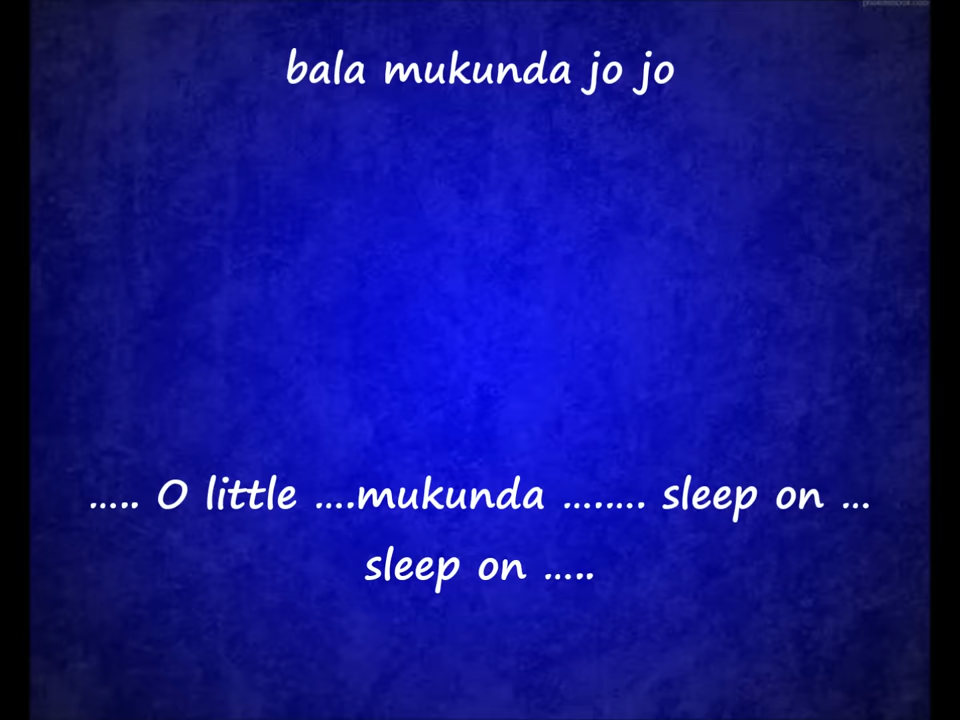 bala mukunda jo jo
..... O little ....mukunda ........ sleep on ...
sleep on .....